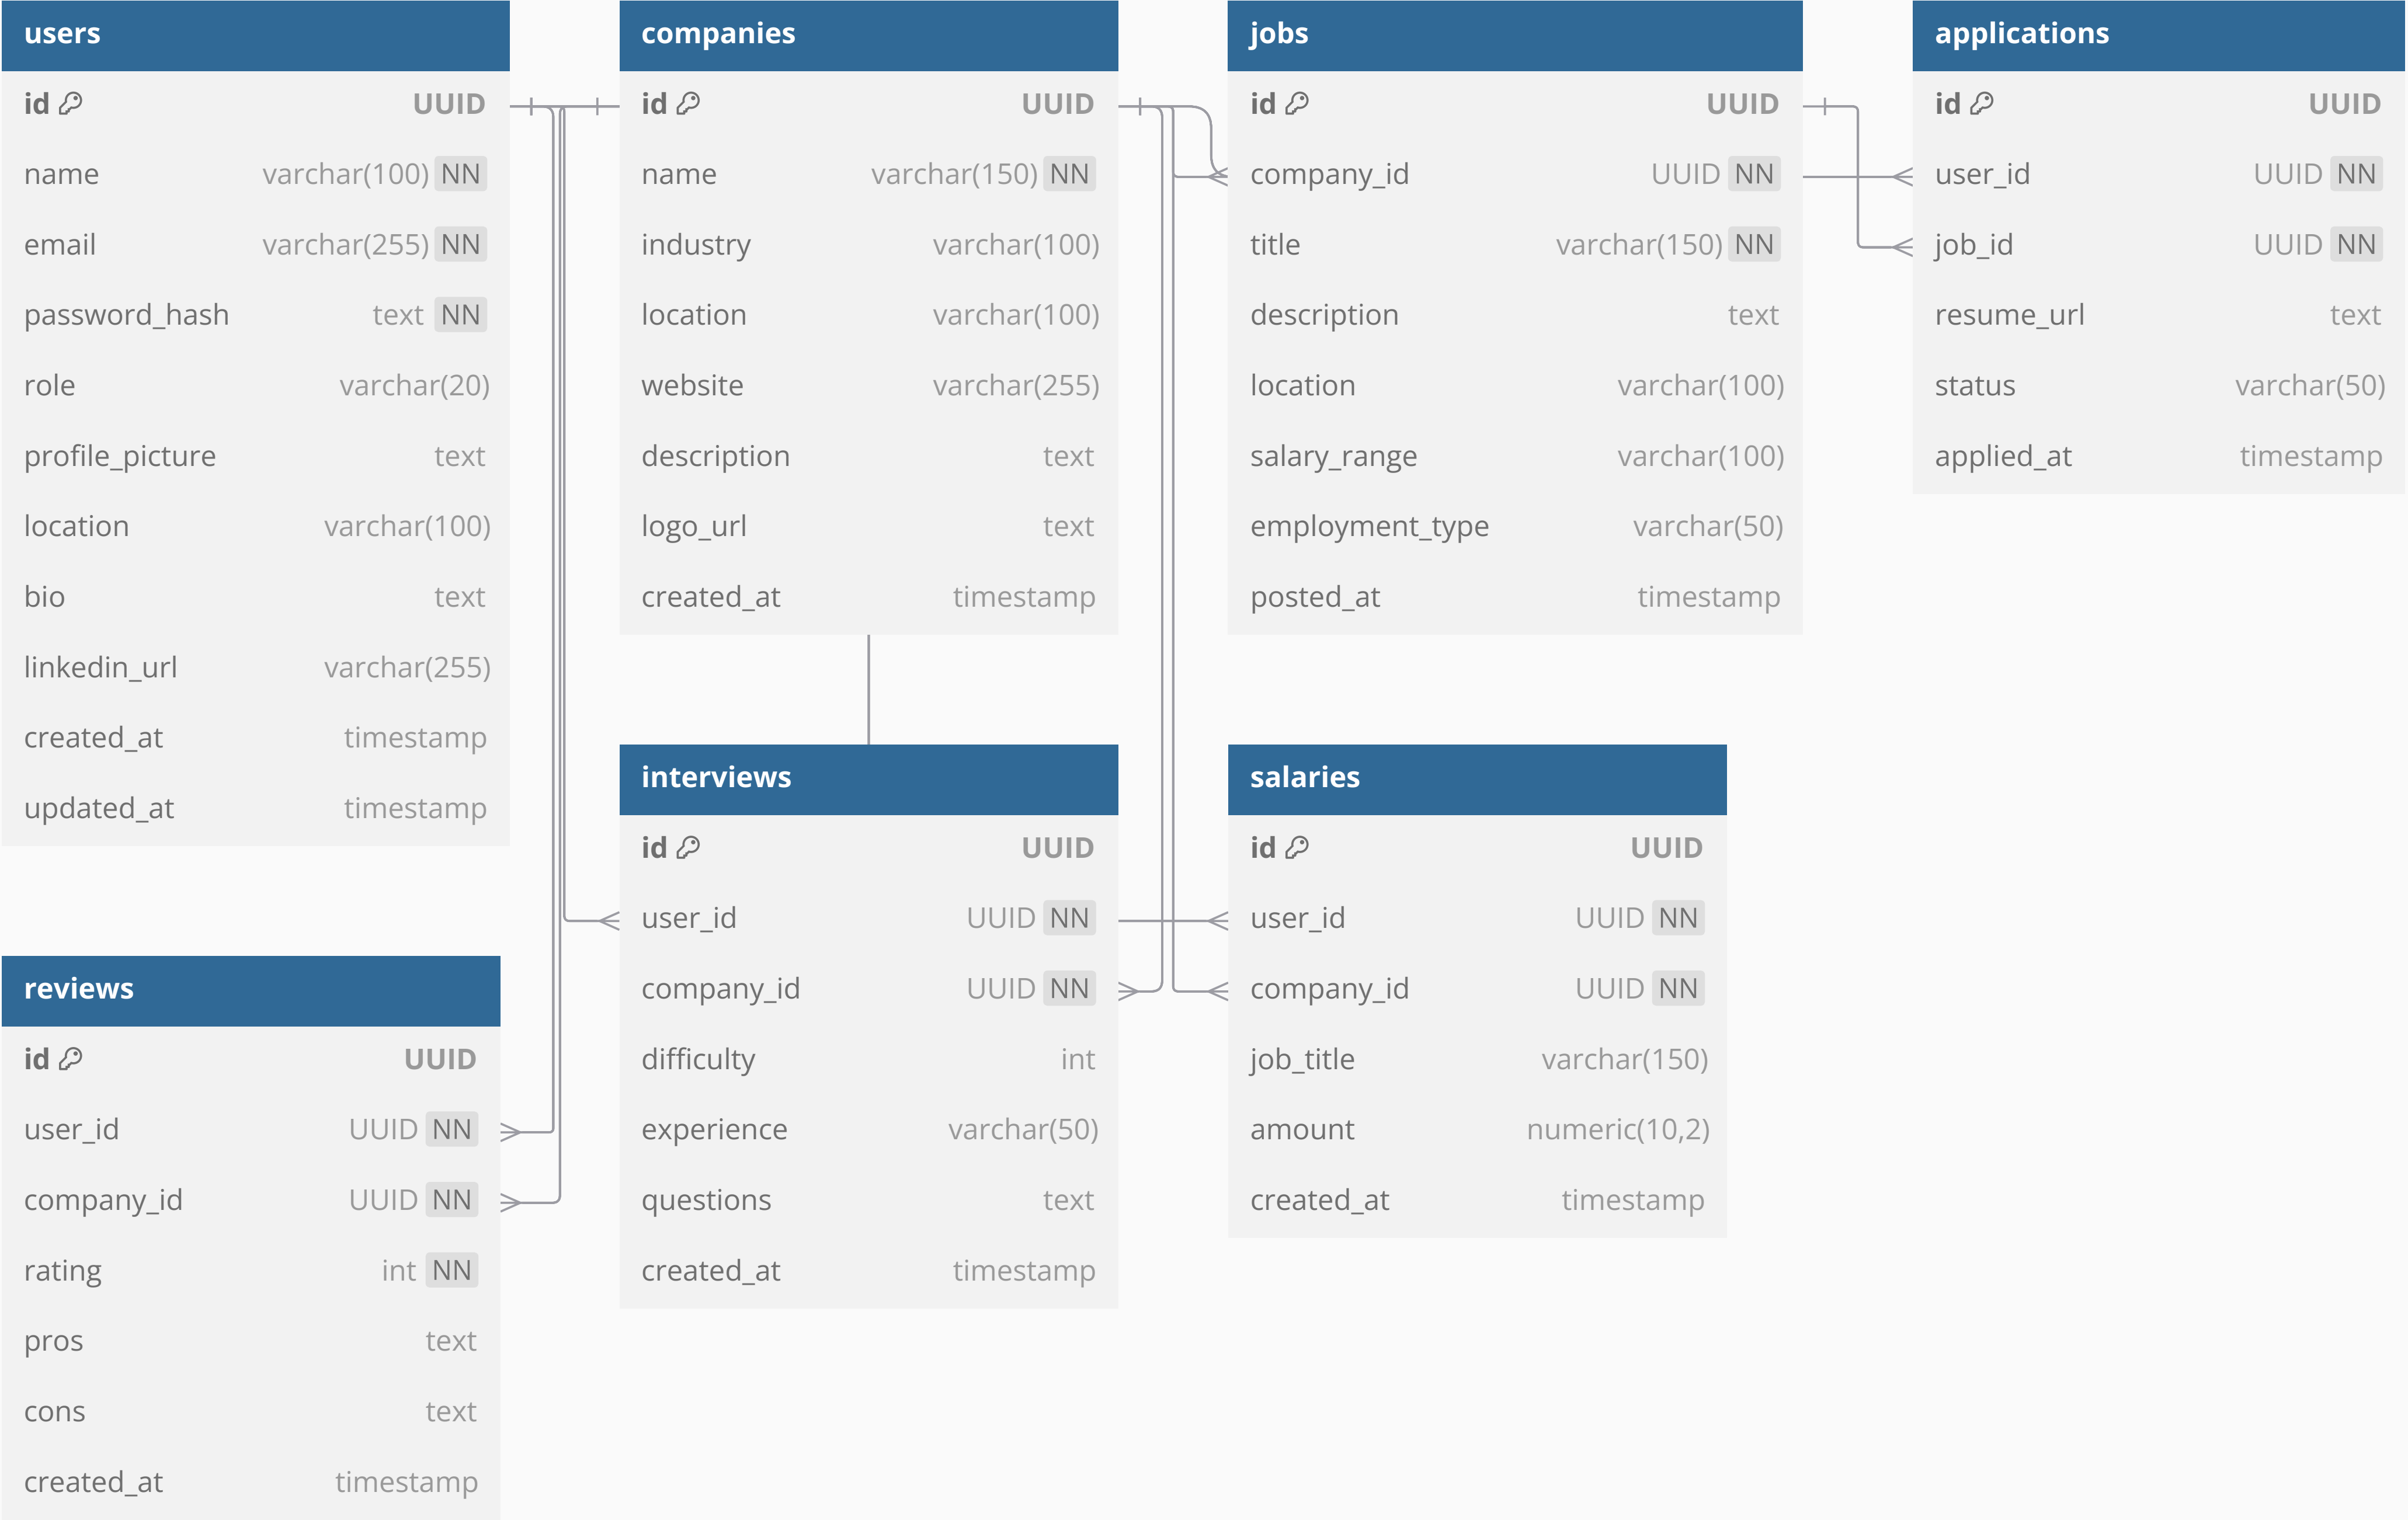 users
id UUID
name varchar(100) NN
email varchar(255) NN
password_hash text NN
role varchar(20)
profile_picture text
location varchar(100)
bio text
linkedin_url varchar(255)
created_at timestamp
updated_at timestamp
companies
id UUID
name varchar(150) NN
industry varchar(100)
location varchar(100)
website varchar(255)
description text
logo_url text
created_at timestamp
jobs
id UUID
company_id UUID NN
title varchar(150) NN
description text
location varchar(100)
salary_range varchar(100)
employment_type varchar(50)
posted_at timestamp
applications
id UUID
user_id UUID NN
job_id UUID NN
resume_url text
status varchar(50)
applied_at timestamp
reviews
id UUID
user_id UUID NN
company_id UUID NN
rating int NN
pros text
cons text
created_at timestamp
interviews
id UUID
user_id UUID NN
company_id UUID NN
difficulty int
experience varchar(50)
questions text
created_at timestamp
salaries
id UUID
user_id UUID NN
company_id UUID NN
job_title varchar(150)
amount numeric(10,2)
created_at timestamp